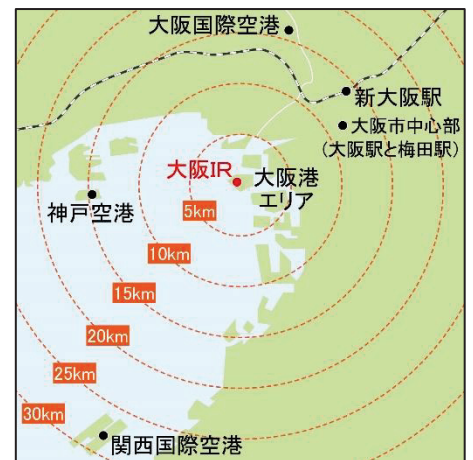 大阪国際空港
新大阪駅
大阪市中心部
(大阪駅と梅田駅)
大阪IR
大阪港
エリア
神戸空港
5km
10km
15km
20km
25km
30km
関西国際空港